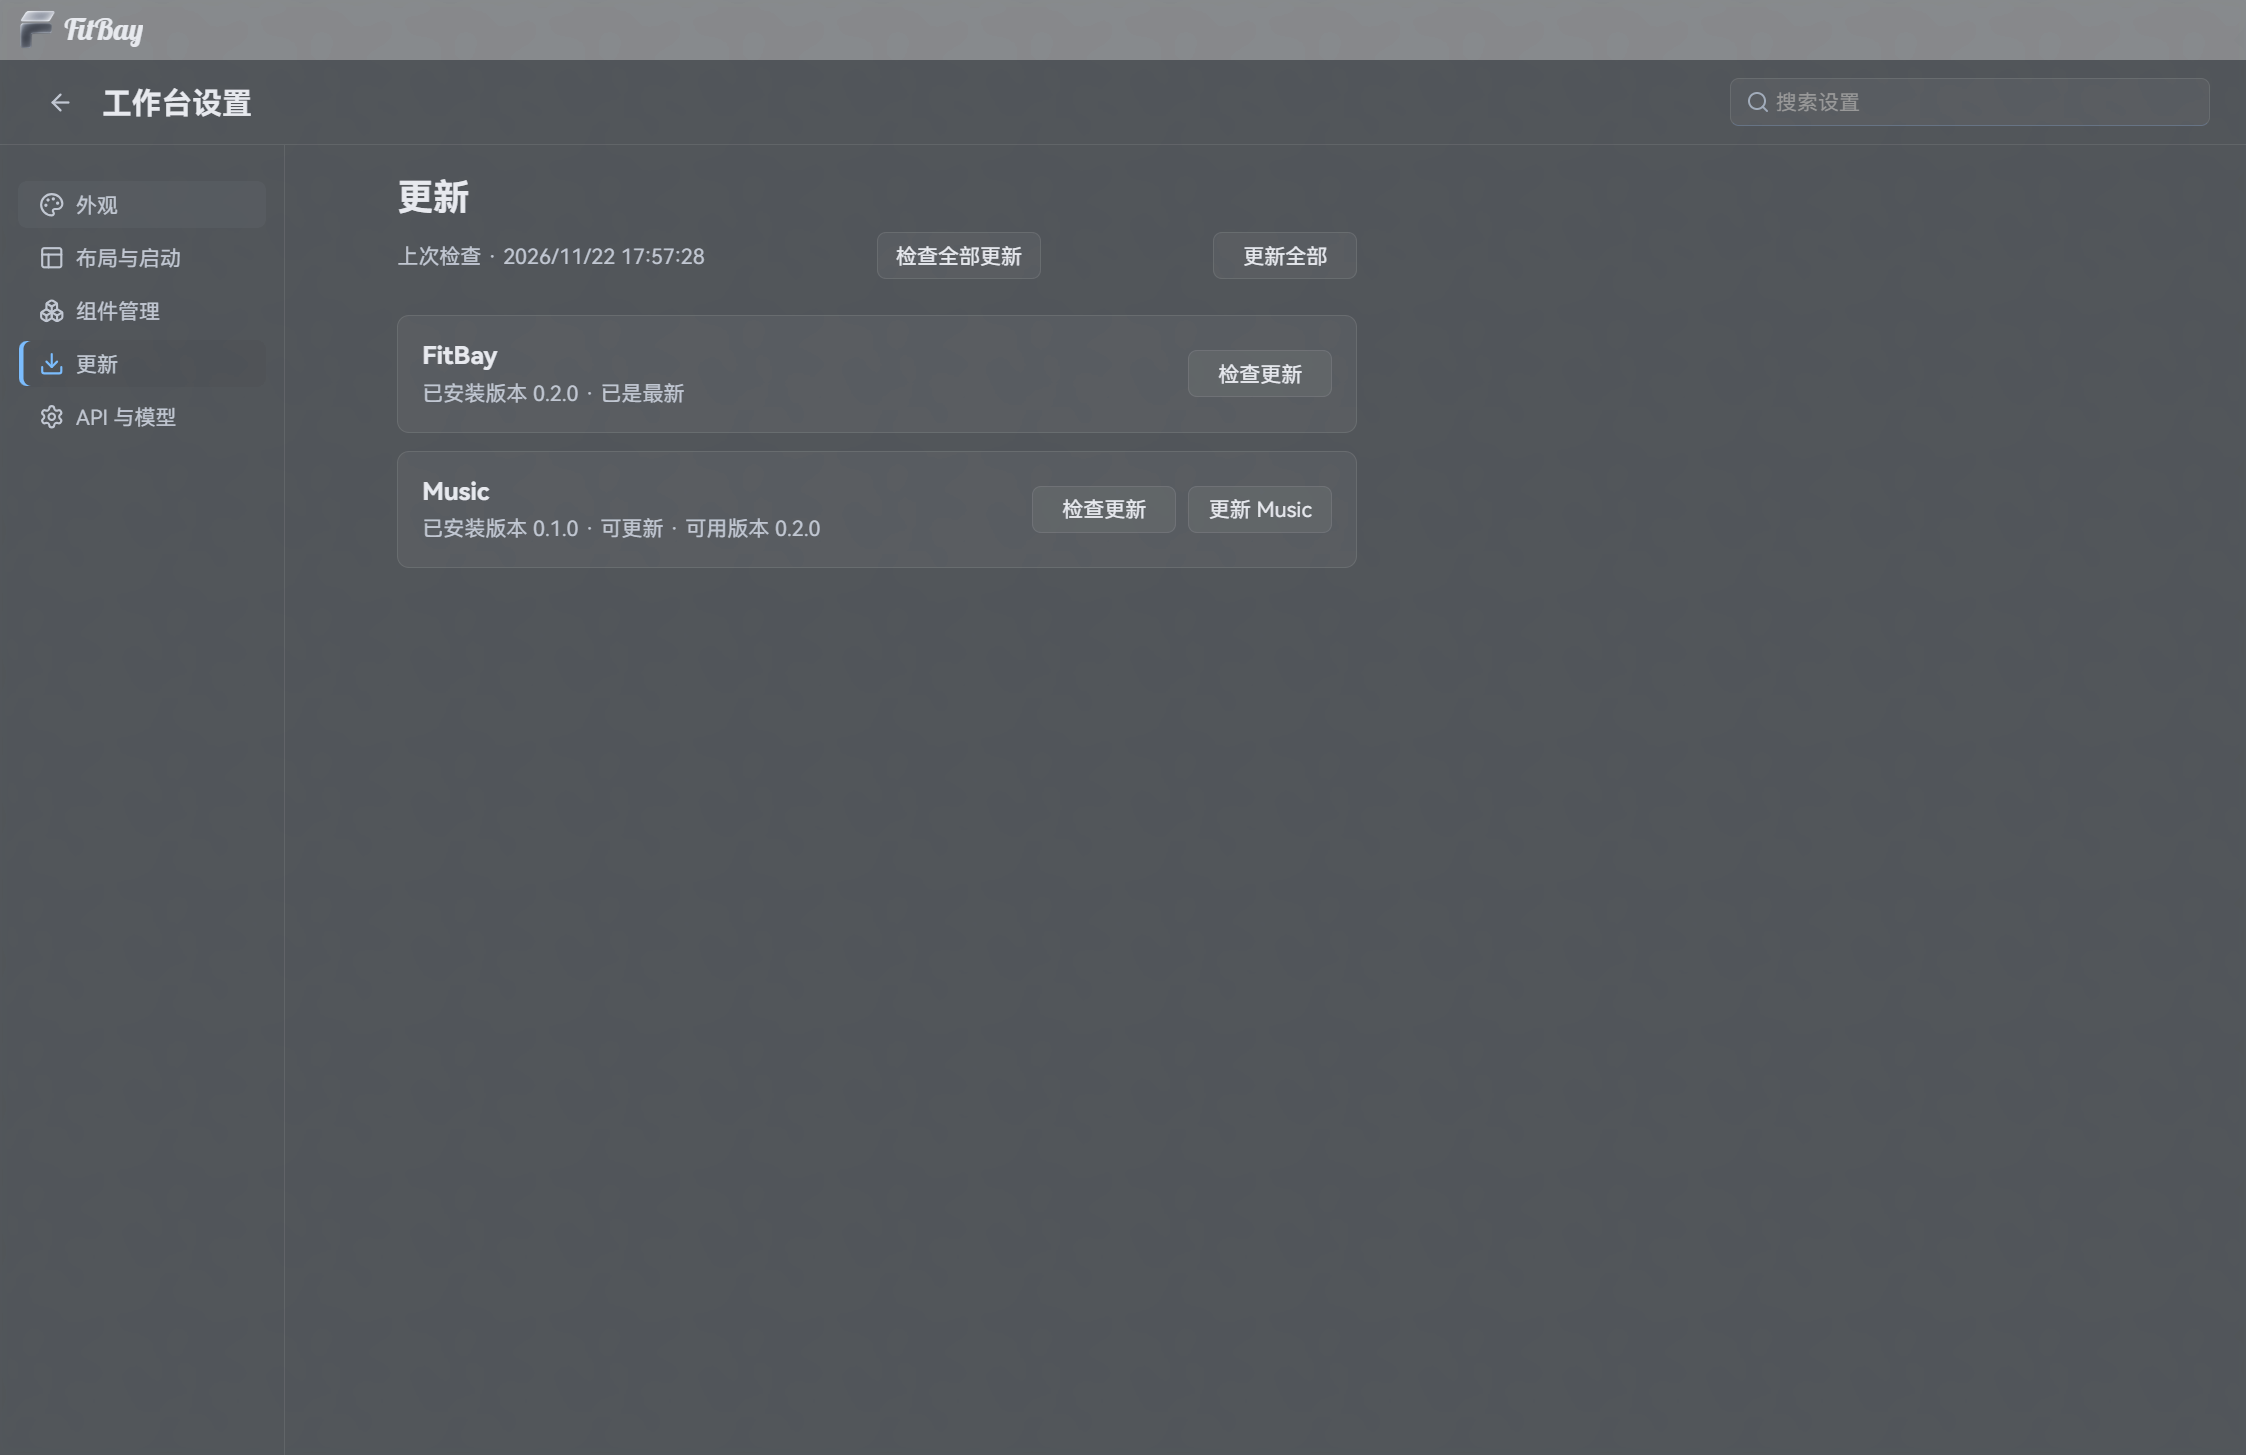 FitBay
工作台设置
搜索设置
外观
布局与启动
组件管理
更新
API 与模型
更新
上次检查 · 2026/11/22 17:57:28
检查全部更新
更新全部
FitBay
已安装版本 0.2.0 · 已是最新
检查更新
Music
已安装版本 0.1.0 · 可更新 · 可用版本 0.2.0
检查更新
更新 Music